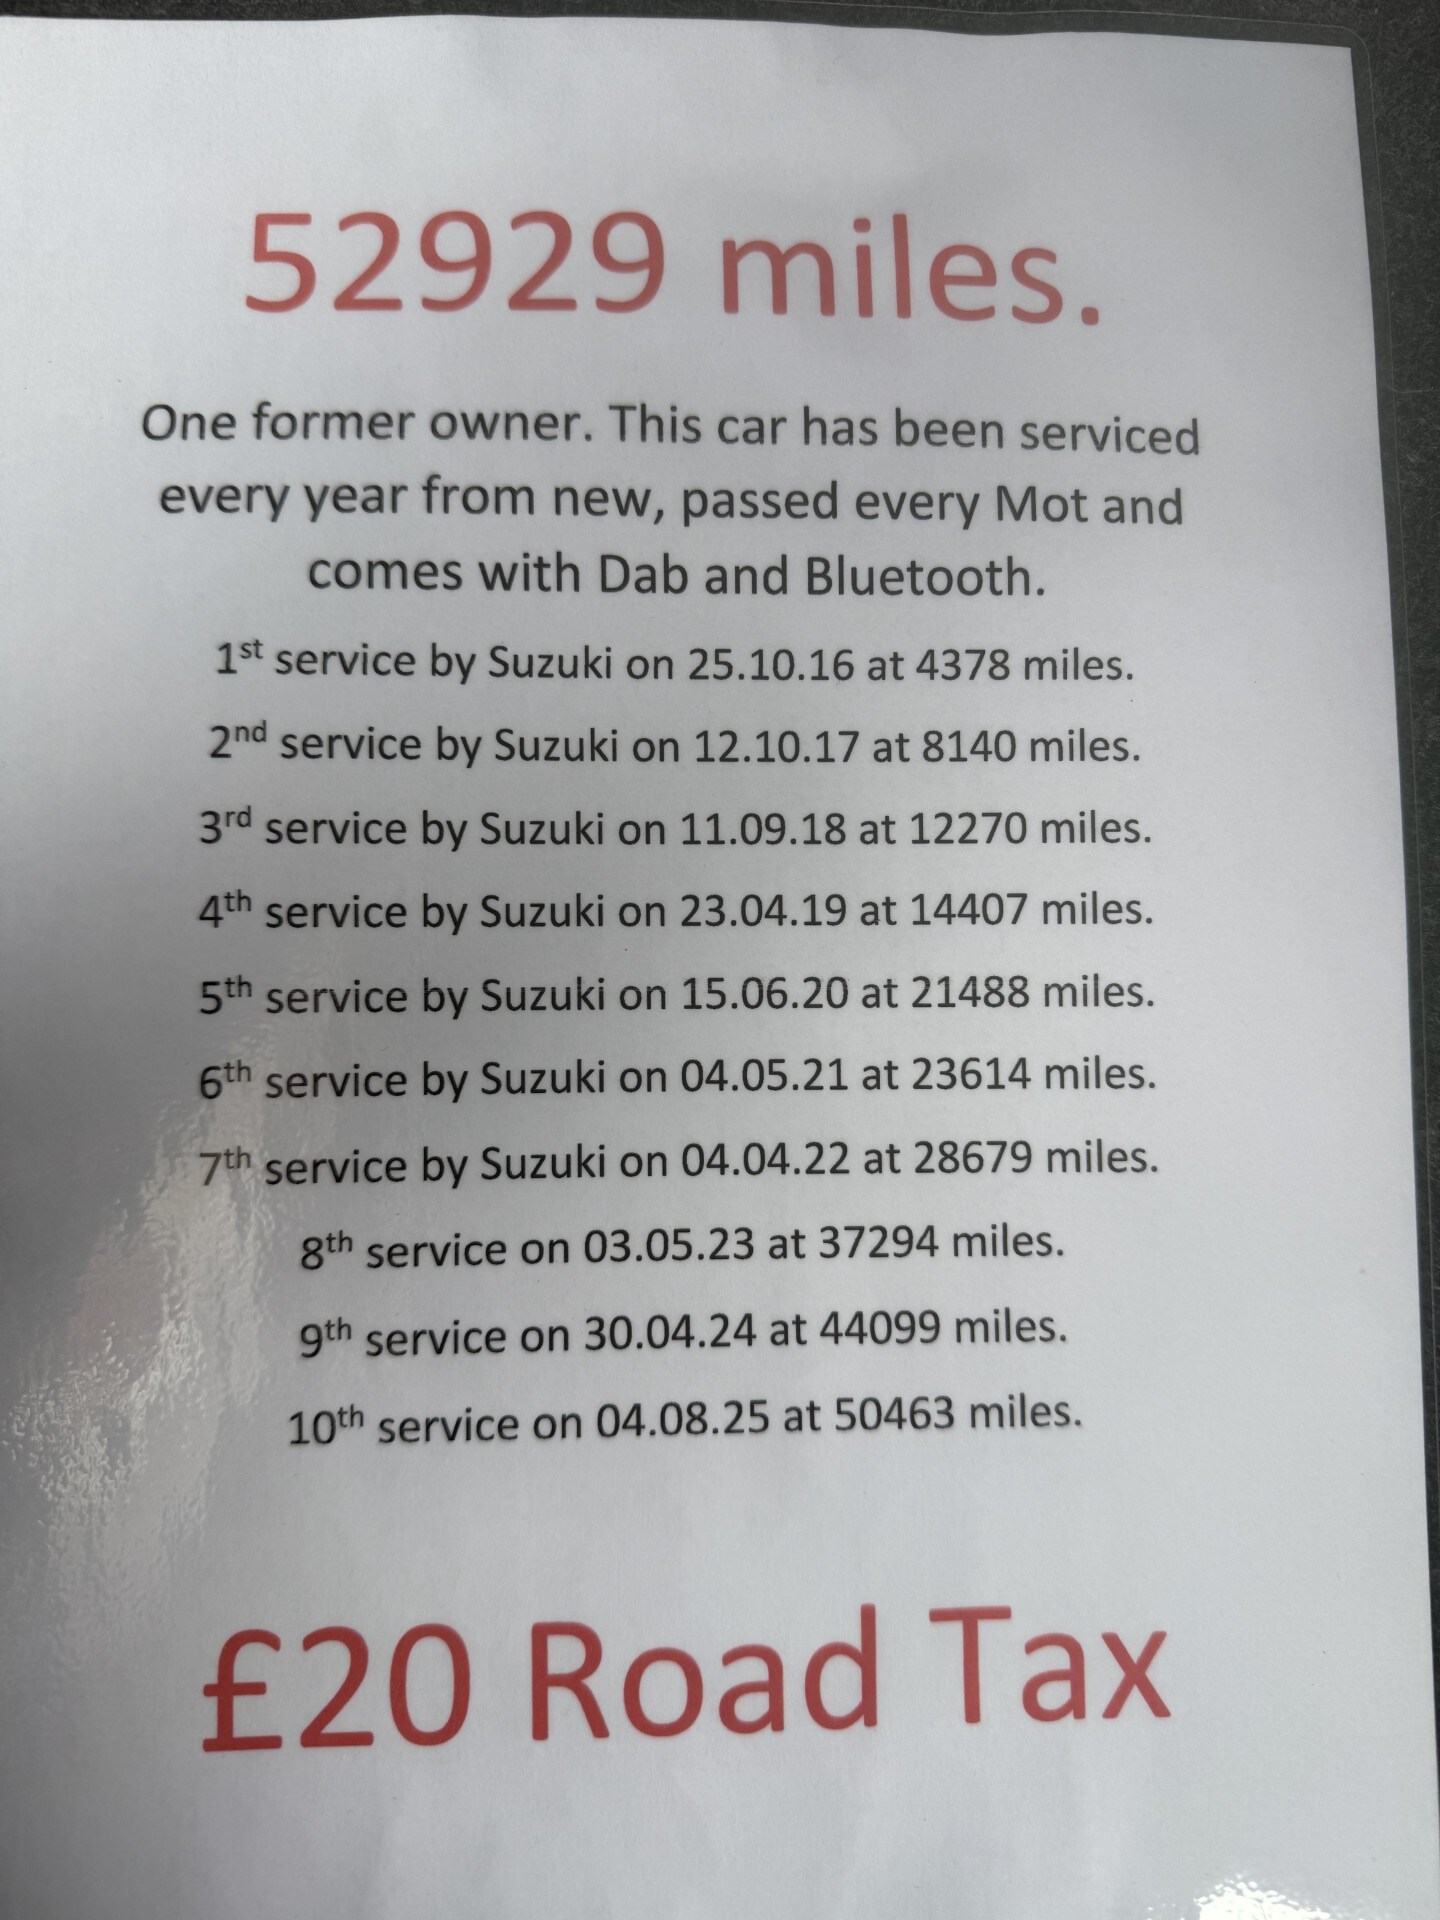 52929 miles.
One former owner. This car has been serviced
every year from new, passed every Mot and
comes with Dab and Bluetooth.
1st service by Suzuki on 25.10.16 at 4378 miles.
2nd service by Suzuki on 12.10.17 at 8140 miles.
3rd service by Suzuki on 11.09.18 at 12270 miles.
4th service by Suzuki on 23.04.19 at 14407 miles.
5th service by Suzuki on 15.06.20 at 21488 miles.
6th service by Suzuki on 04.05.21 at 23614 miles.
7th service by Suzuki on 04.04.22 at 28679 miles.
8th service on 03.05.23 at 37294 miles.
9th service on 30.04.24 at 44099 miles.
10th service on 04.08.25 at 50463 miles.
£20 Road Tax